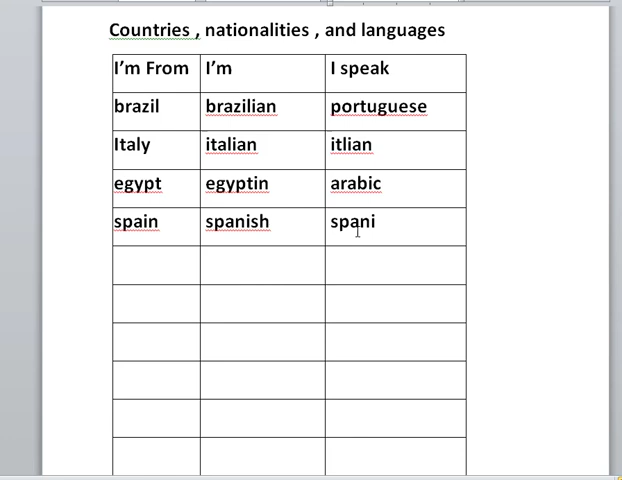 Countries , nationalities , and languages
I'm From I'm I speak
brazil brazilian portuguese
Italy italian itlian
egypt egyptin arabic
spain spanish spani